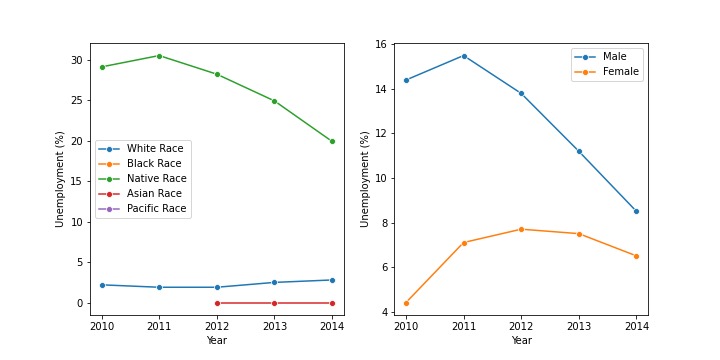 Unemployment (%)
30
25
20
15
10
5
0
White Race
Black Race
Native Race
Asian Race
Pacific Race
2010 2011 2012 2013 2014
Year
Unemployment (%)
16
14
12
10
8
6
4
Male
Female
2010 2011 2012 2013 2014
Year